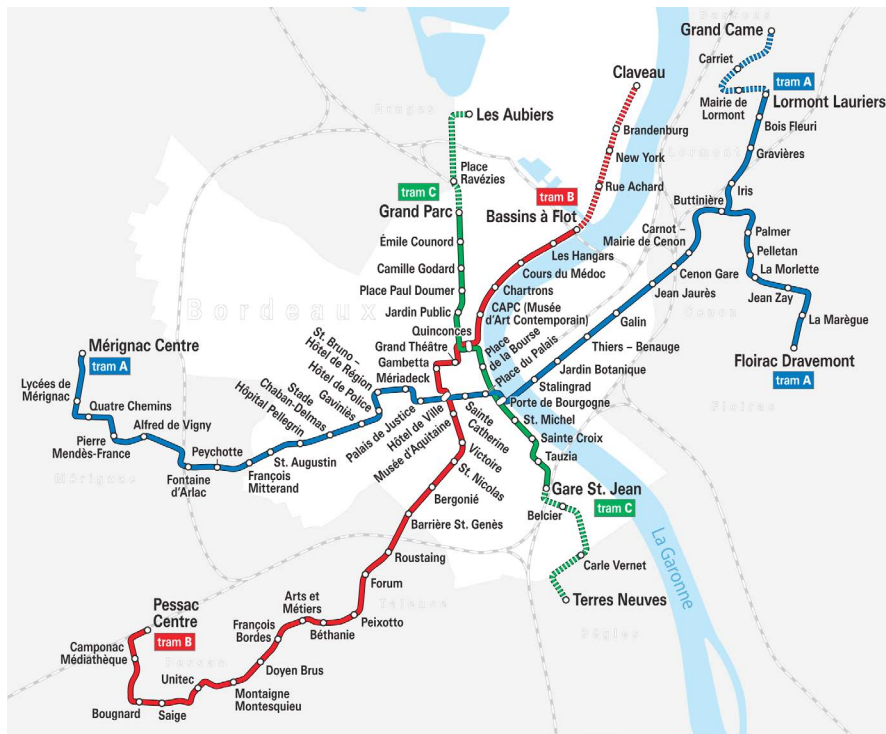 Grand Came
Carriet
tram A
Mairie de
Lormont
Lormont Lauriers
Bois Fleuri
Gravières
Iris
Buttinière
Claveau
Brandenburg
New York
Rue Achard
tram B
Bassins à Flot
Les Hangars
Cours du Médoc
Chartrons
CAPC (Musée
d'Art Contemporain)
Les Aubiers
Place
Ravézies
tram C
Grand Parc
Émile Counord
Camille Godard
Place Paul Doumer
Jardin Public
Quinconces
Grand Théâtre
Gambetta
Carnot –
Mairie de Cenon
Palmer
Pelletan
La Morlette
Jean Zay
La Marègue
Floirac Dravemont
tram A
Cenon Gare
Jean Jaurès
Galin
Thiers – Benauge
Jardin Botanique
Stalingrad
Porte de Bourgogne
Place
de la Bourse
Place du Palais
Bordeaux
Mérignac Centre
tram A
Lycées de
Mérignac
Quatre Chemins
Pierre
Mendès-France
Alfred de Vigny
Fontaine
d'Arlac
Peychotte
François
Mitterand
St. Augustin
Hôpital Pellegrin
Stade
Chaban-Delmas
Gaviniès
Hôtel de Police
St. Bruno –
Hôtel de Région
Mériadeck
Palais de Justice
Hôtel de Ville
Musée d'Aquitaine
Sainte
Catherine
Victoire
St. Nicolas
Bergonié
Barrière St. Genès
Roustaing
Forum
Peixotto
Béthanie
Arts et
Métiers
François
Bordes
Doyen Brus
Montaigne
Montesquieu
Unitec
Saige
Bougnard
Camponac
Médiathèque
Pessac
Centre
tram B
St. Michel
Sainte Croix
Tauzia
Gare St. Jean
tram C
Belcier
Carle Vernet
Terres Neuves
La Garonne
Mérignac
Pessac
Talence
Bègles
Floirac
Cenon
Lormont
Bruges